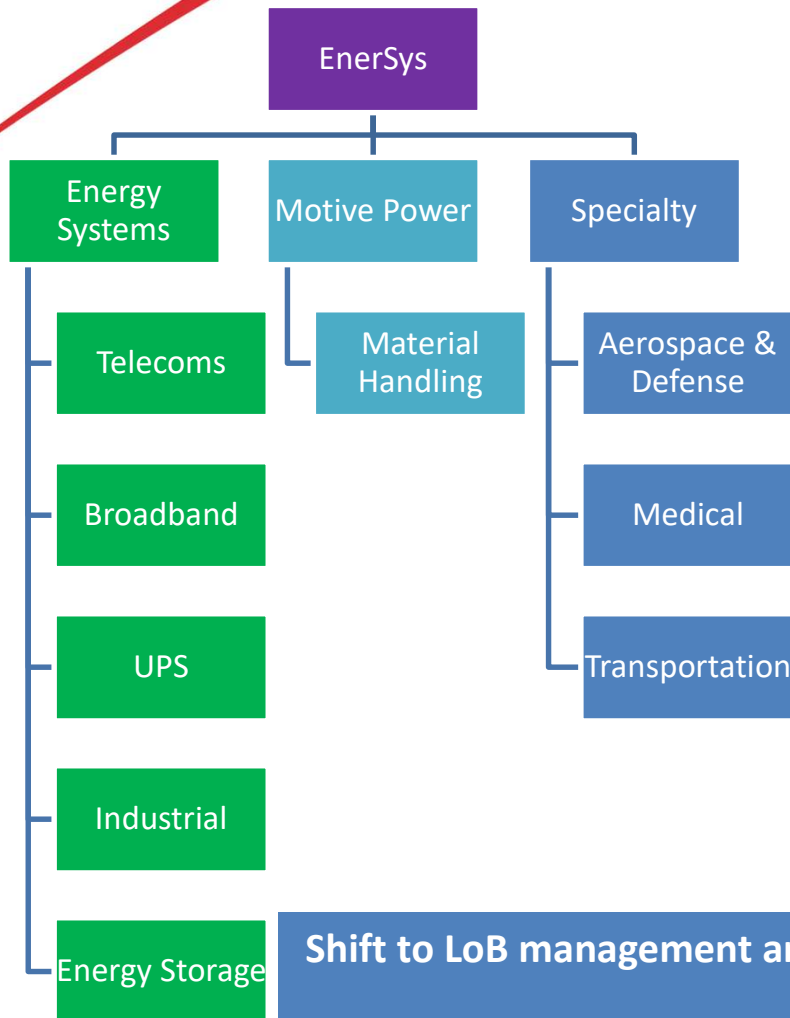 EnerSys
Energy
Systems
Motive Power
Specialty
Telecoms
Material
Handling
Aerospace &
Defense
Broadband
Medical
UPS
Transportation
Industrial
Energy Storage
Shift to LoB management